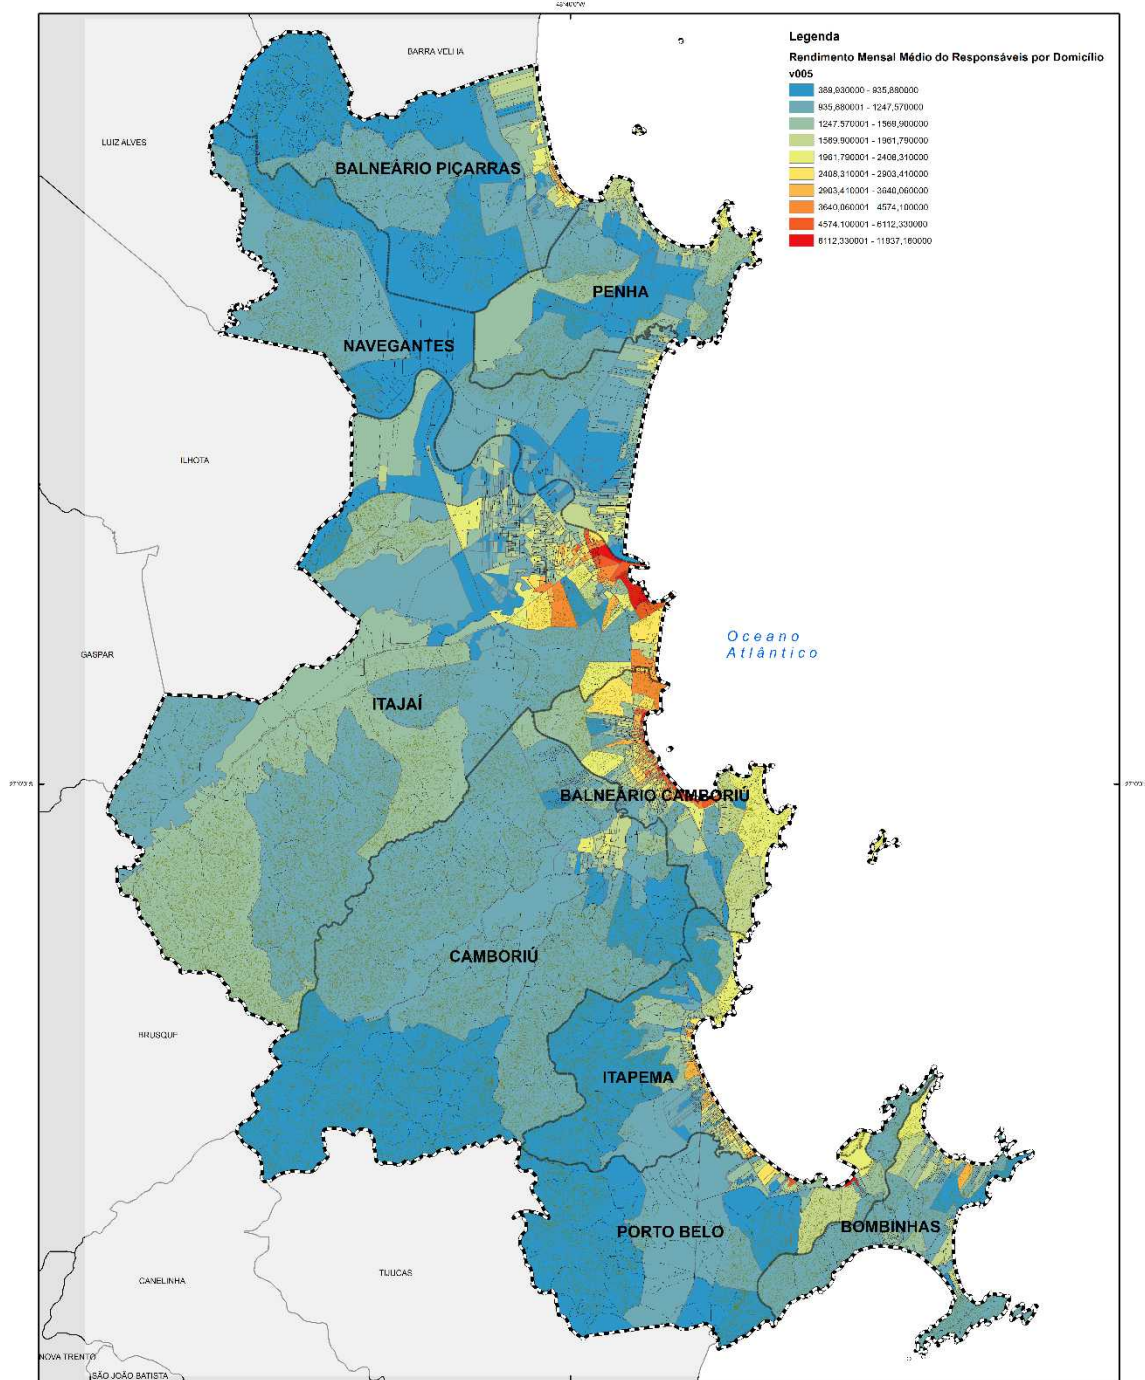 Legenda
Rendimento Mensal Médio do Responsáveis por Domicílio
v005
389,930000 - 935,880000
935,880001 - 1247,570000
1247,570001 - 1569,900000
1569,900001 - 1961,790000
1961,790001 - 2408,310000
2408,310001 - 2903,410000
2903,410001 - 3640,060000
3640,060001 - 4574,100000
4574,100001 - 6112,330000
6112,330001 - 11937,160000
BARRA VELHA
LUIZ ALVES
BALNEÁRIO PIÇARRAS
PENHA
NAVEGANTES
ILHOTA
Oceano
Atlântico
GASPAR
ITAJAÍ
BALNEÁRIO CAMBORIÚ
CAMBORIÚ
BRUSQUE
ITAPEMA
PORTO BELO
BOMBINHAS
TIJUCAS
CANELINHA
NOVA TRENTO
SÃO JOÃO BATISTA